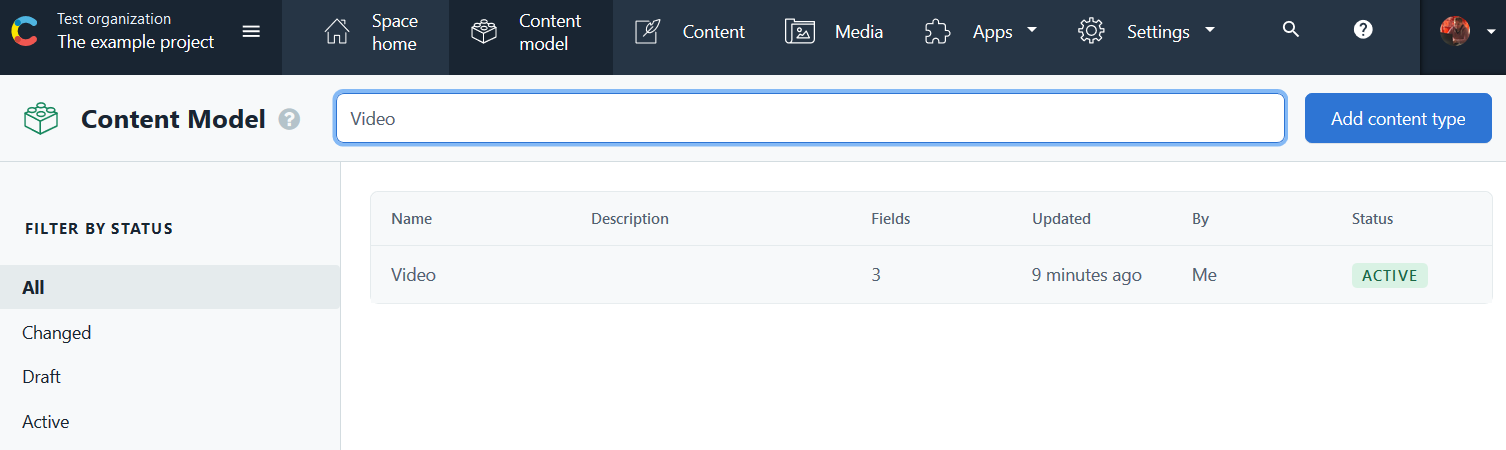 Test organization
The example project
Space home
Content model
Content
Media
Apps
Settings
Content Model
Video
Add content type
FILTER BY STATUS
All
Changed
Draft
Active
Name Description Fields Updated By Status
Video 3 9 minutes ago Me ACTIVE